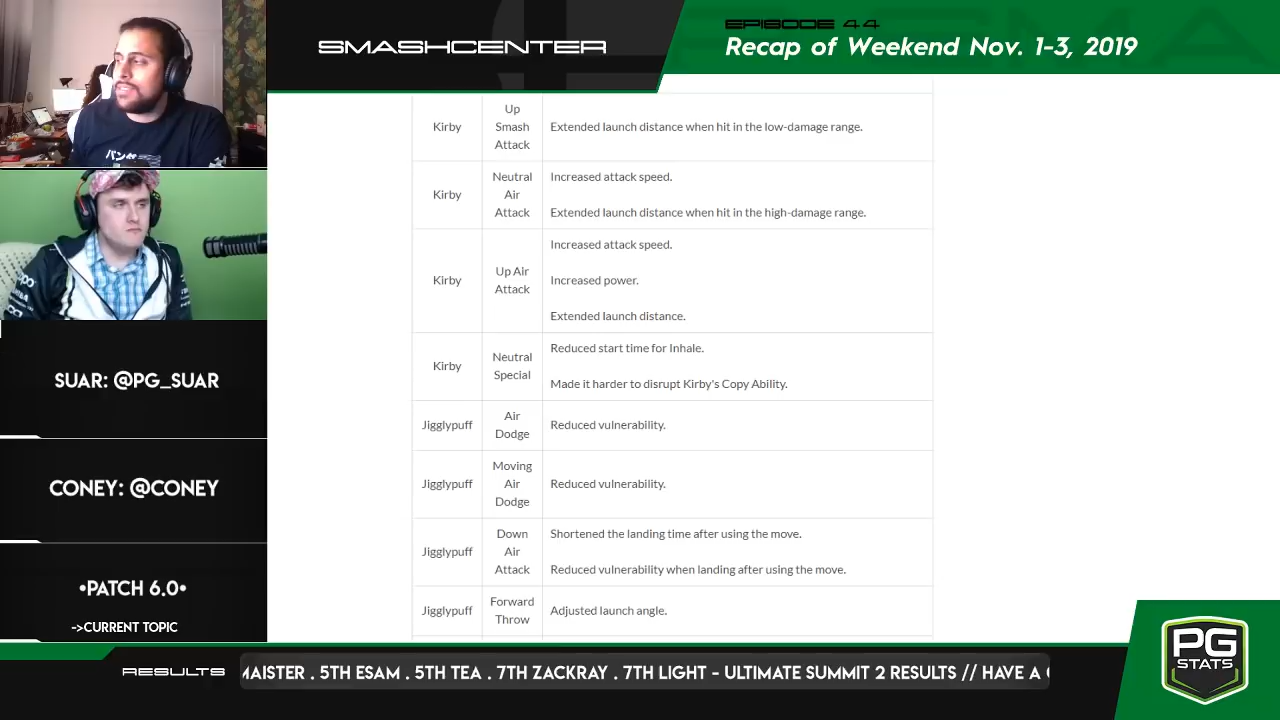 SMASHCENTER
EPISODE 44
Recap of Weekend Nov. 1-3, 2019
Kirby
Up
Smash
Attack
Extended launch distance when hit in the low-damage range.
Kirby
Neutral
Air
Attack
Increased attack speed.
Extended launch distance when hit in the high-damage range.
Kirby
Up Air
Attack
Increased attack speed.
Increased power.
Extended launch distance.
Kirby
Neutral
Special
Reduced start time for Inhale.
Made it harder to disrupt Kirby's Copy Ability.
Jigglypuff
Air
Dodge
Reduced vulnerability.
Jigglypuff
Moving
Air
Dodge
Reduced vulnerability.
Jigglypuff
Down
Air
Attack
Shortened the landing time after using the move.
Reduced vulnerability when landing after using the move.
Jigglypuff
Forward
Throw
Adjusted launch angle.
SUAR: @PG_SUAR
CONEY: @CONEY
•PATCH 6.0•
->CURRENT TOPIC
RESULTS
MAISTER . 5TH ESAM . 5TH TEA . 7TH ZACKRAY . 7TH LIGHT - ULTIMATE SUMMIT 2 RESULTS // HAVE A
PG
STATS